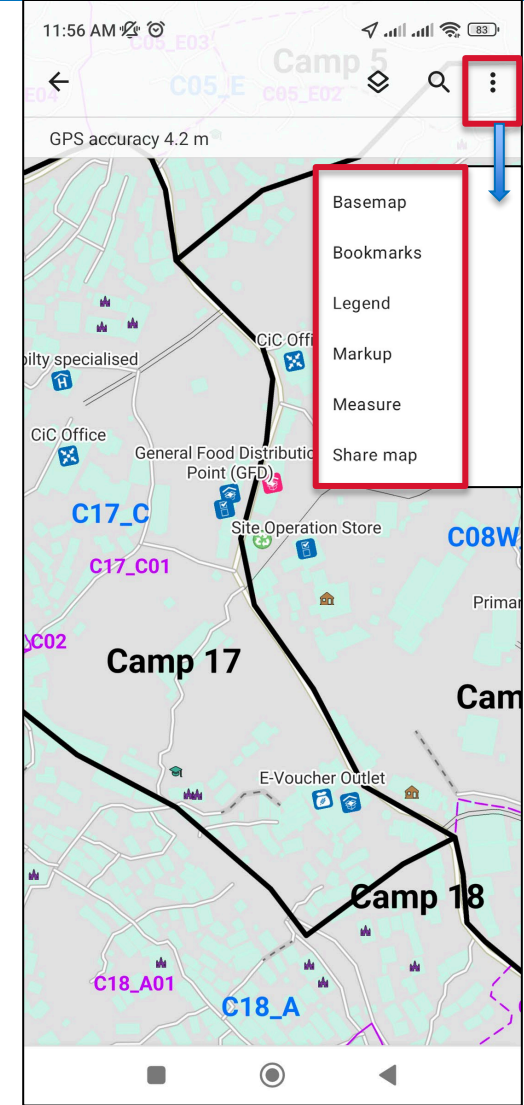 11:56 AM
83
C05_E03
Camp 5
E04
C05_E
C05_E02
GPS accuracy 4.2 m
Basemap
Bookmarks
Legend
Markup
Measure
Share map
CiC Offi
bilty specialised
CiC Office
General Food Distributio
Point (GFD)
C17_C
Site Operation Store
C08W_
C17_C01
Primar
C02
Camp 17
Cam
E-Voucher Outlet
Camp 18
C18_A01
C18_A